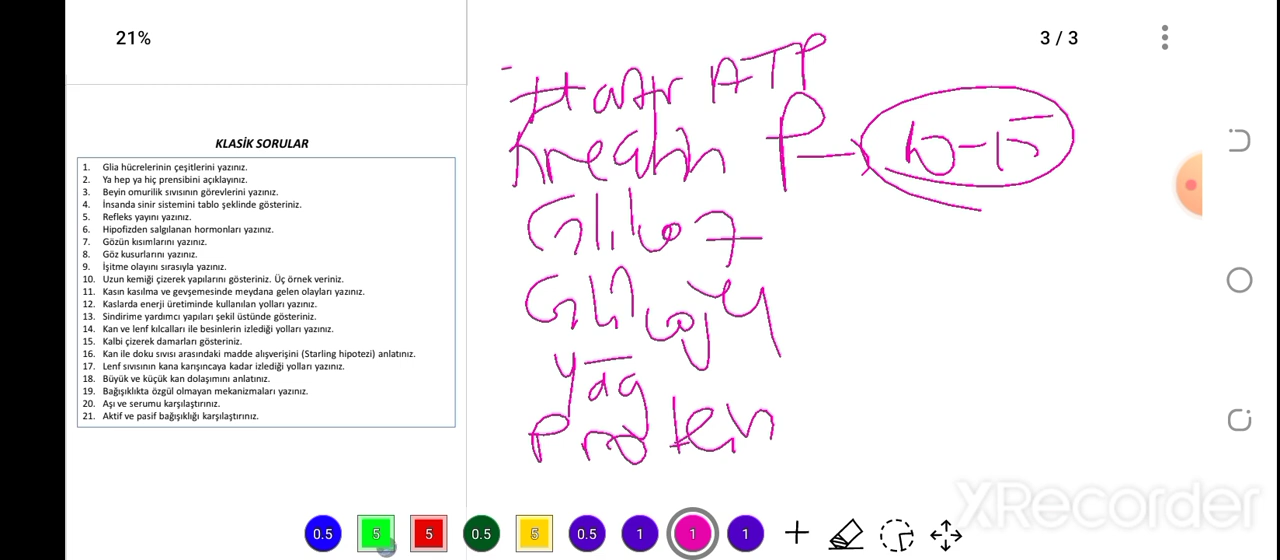 21%
3 / 3
KLASİK SORULAR
1. Glia hücrelerinin çeşitlerini yazınız.
2. Ya hep ya hiç prensibini açıklayınız.
3. Beyin omurilik sıvısının görevlerini yazınız.
4. İnsanda sinir sistemini tablo şeklinde gösteriniz.
5. Refleks yayını yazınız.
6. Hipofizden salgılanan hormonları yazınız.
7. Gözün kısımlarını yazınız.
8. Göz kusurlarını yazınız.
9. İşitme olayını sırasıyla yazınız.
10. Uzun kemiği çizerek yapılarını gösteriniz. Üç örnek veriniz.
11. Kasın kasılma ve gevşemesinde meydana gelen olayları yazınız.
12. Kaslarda enerji üretiminde kullanılan yolları yazınız.
13. Sindirime yardımcı yapıları şekil üstünde gösteriniz.
14. Kan ve lenf kılcalları ile besinlerin izlediği yolları yazınız.
15. Kalbi çizerek damarları gösteriniz.
16. Kan ile doku sıvısı arasındaki madde alışverişini (Starling hipotezi) anlatınız.
17. Lenf sıvısının kana karışıncaya kadar izlediği yolları yazınız.
18. Büyük ve küçük kan dolaşımını anlatınız.
19. Bağışıklıkta özgül olmayan mekanizmaları yazınız.
20. Aşı ve serumu karşılaştırınız.
21. Aktif ve pasif bağışıklığı karşılaştırınız.
Hazır ATP
Kreatin P → 10-15
Glikoz
Glikojen
yağ
Protein
0.5 5 5 0.5 5 0.5 1 1 1
XRecorder